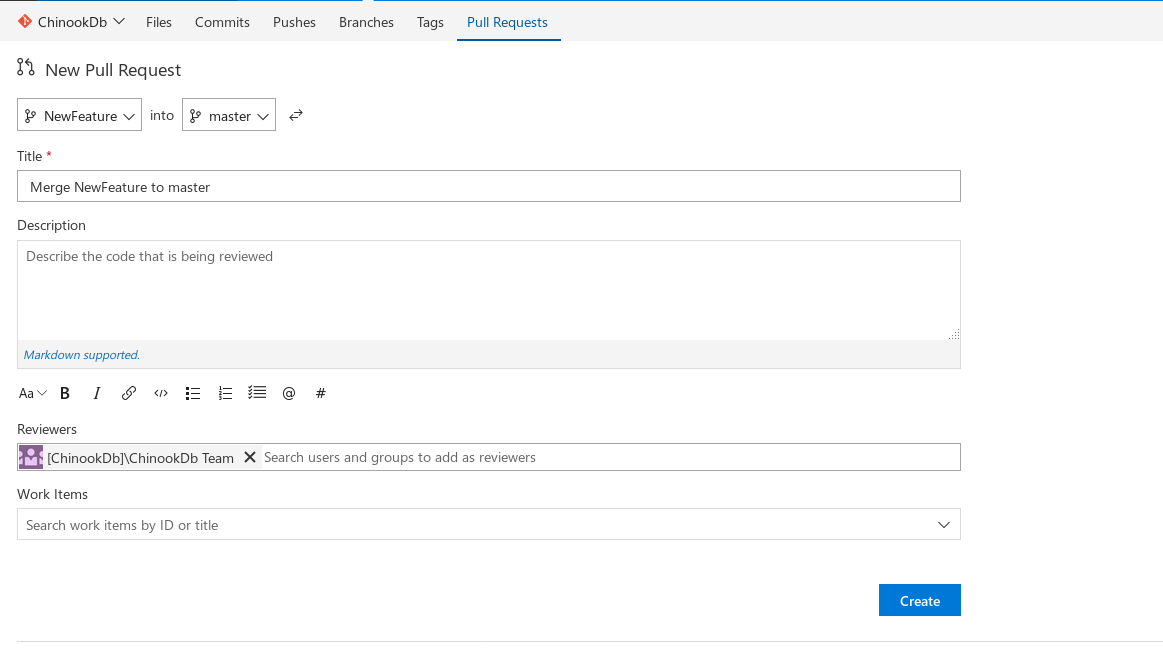 ChinookDb Files Commits Pushes Branches Tags Pull Requests
New Pull Request
NewFeature into master
Title *
Merge NewFeature to master
Description
Describe the code that is being reviewed
Markdown supported.
Aa B I </> @ #
Reviewers
[ChinookDb]\ChinookDb Team Search users and groups to add as reviewers
Work Items
Search work items by ID or title
Create